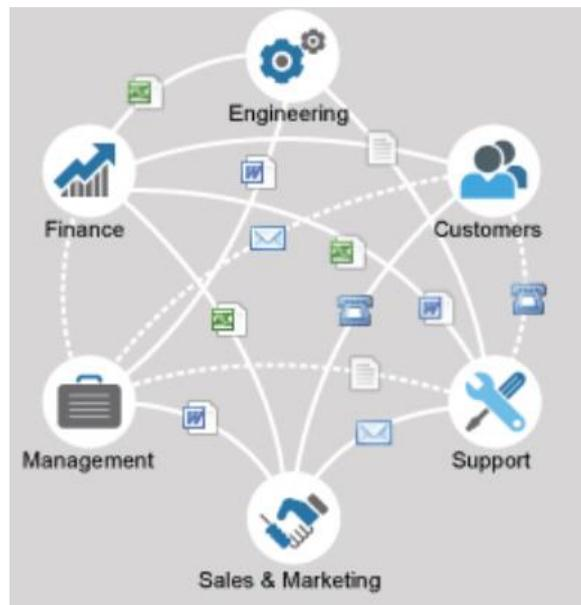 Engineering
Finance
Customers
Management
Support
Sales & Marketing